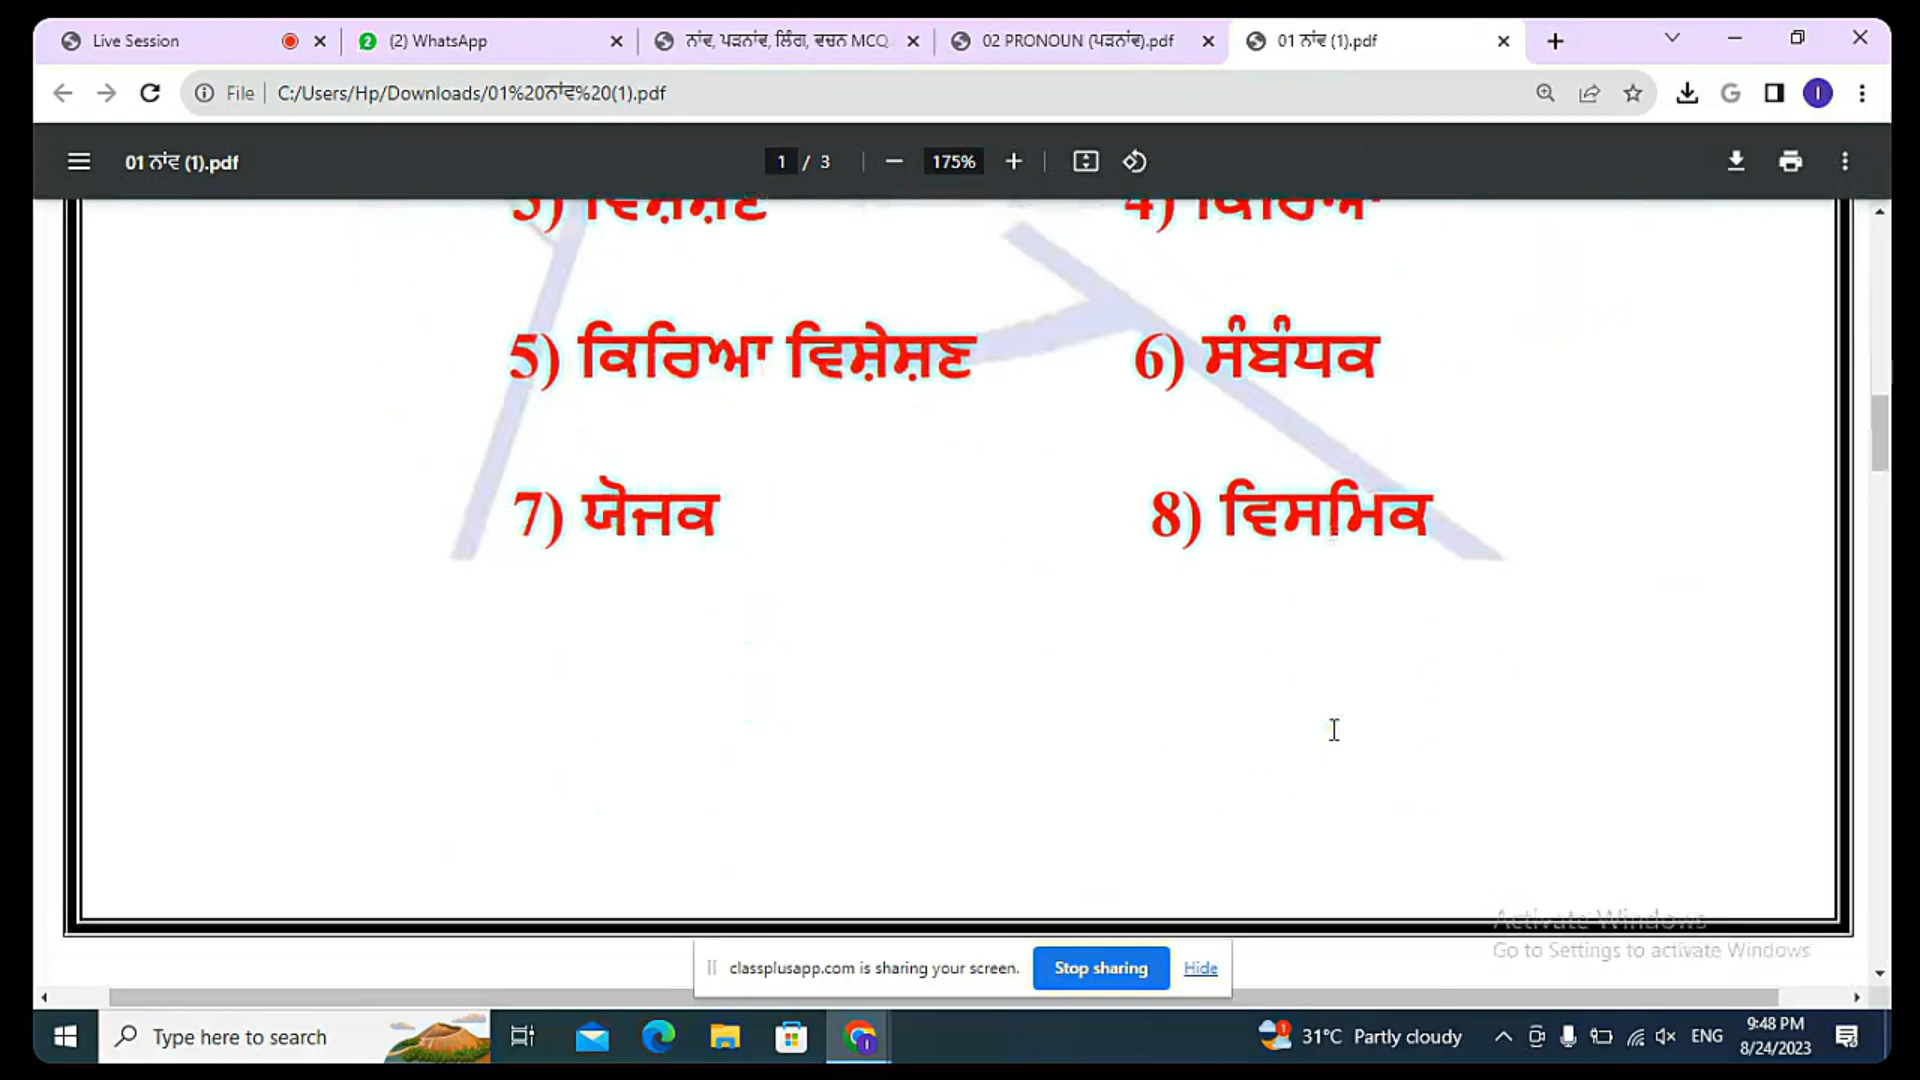 Live Session
(2) WhatsApp
ਨਾਂਵ, ਪੜਨਾਂਵ, ਲਿੰਗ, ਵਚਨ MCQ
02 PRONOUN (ਪੜਨਾਂਵ).pdf
01 ਨਾਂਵ (1).pdf
File
C:/Users/Hp/Downloads/01%20ਨਾਂਵ%20(1).pdf
01 ਨਾਂਵ (1).pdf
1 / 3
175%
3) ਵਿਸ਼ੇਸ਼ਣ
4) ਕਿਰਿਆ
5) ਕਿਰਿਆ ਵਿਸ਼ੇਸ਼ਣ
6) ਸੰਬੰਧਕ
7) ਯੋਜਕ
8) ਵਿਸਮਿਕ
Activate Windows
Go to Settings to activate Windows
classplusapp.com is sharing your screen.
Stop sharing
Hide
Type here to search
31°C Partly cloudy
ENG
9:48 PM
8/24/2023